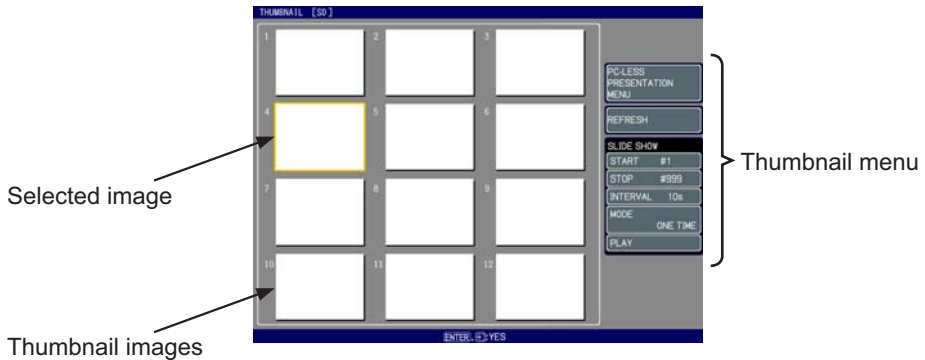 THUMBNAIL [SD]
1
2
3
4
5
6
7
8
9
10
11
12
PC-LESS
PRESENTATION
MENU
REFRESH
SLIDE SHOW
START #1
STOP #999
INTERVAL 10s
MODE
ONE TIME
PLAY
ENTER, :YES
Selected image
Thumbnail images
Thumbnail menu